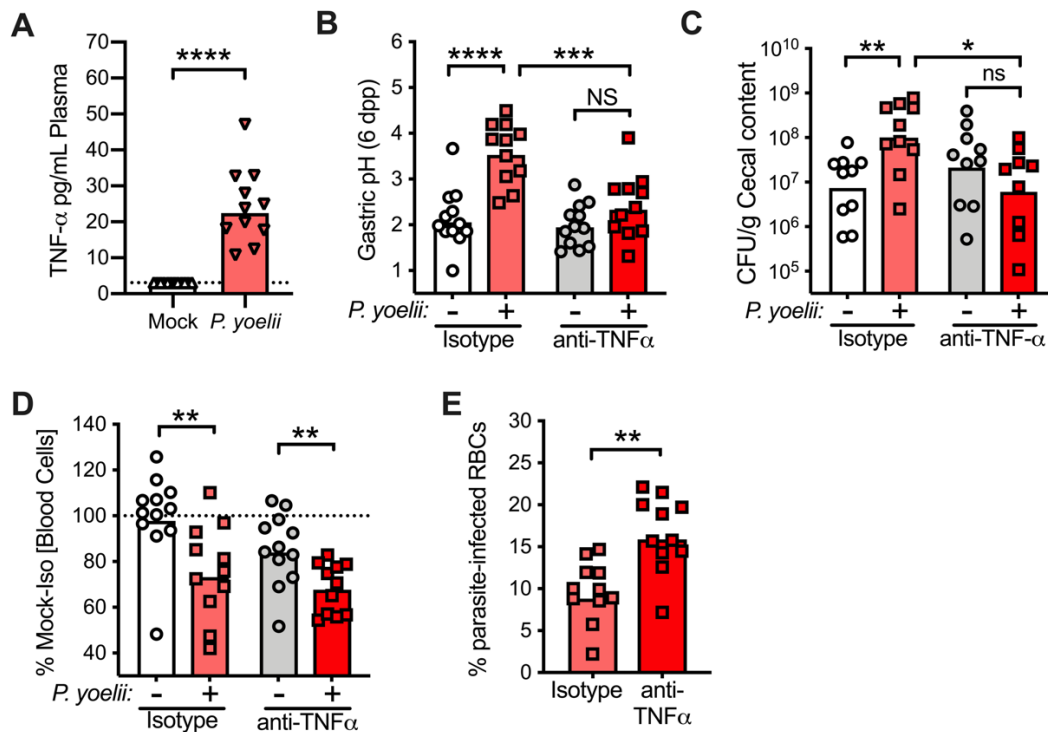 A
TNF-α pg/mL Plasma
70
60
50
40
30
20
10
0
****
Mock
P. yoelii
B
Gastric pH (6 dpp)
6
5
4
3
2
1
****
***
NS
P. yoelii: - + - +
Isotype anti-TNFα
C
CFU/g Cecal content
10^10
10^9
10^8
10^7
10^6
10^5
**
*
ns
P. yoelii: - + - +
Isotype anti-TNF-α
D
% Mock-Iso [Blood Cells]
140
120
100
80
60
40
**
**
P. yoelii: - + - +
Isotype anti-TNFα
E
% parasite-infected RBCs
30
25
20
15
10
5
0
**
Isotype
anti-
TNFα